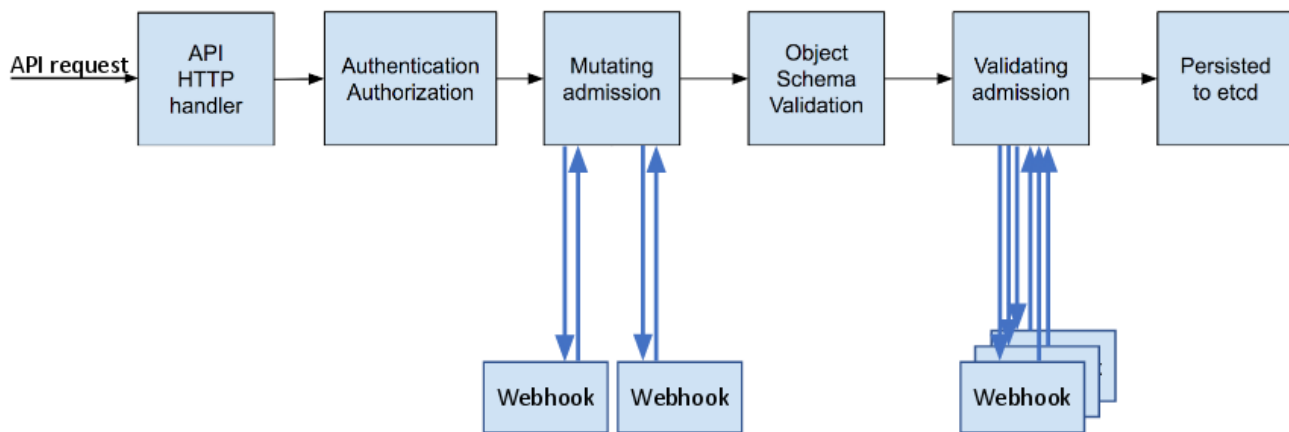 API request
API
HTTP
handler
Authentication
Authorization
Mutating
admission
Object
Schema
Validation
Validating
admission
Persisted
to etcd
Webhook
Webhook
Webhook